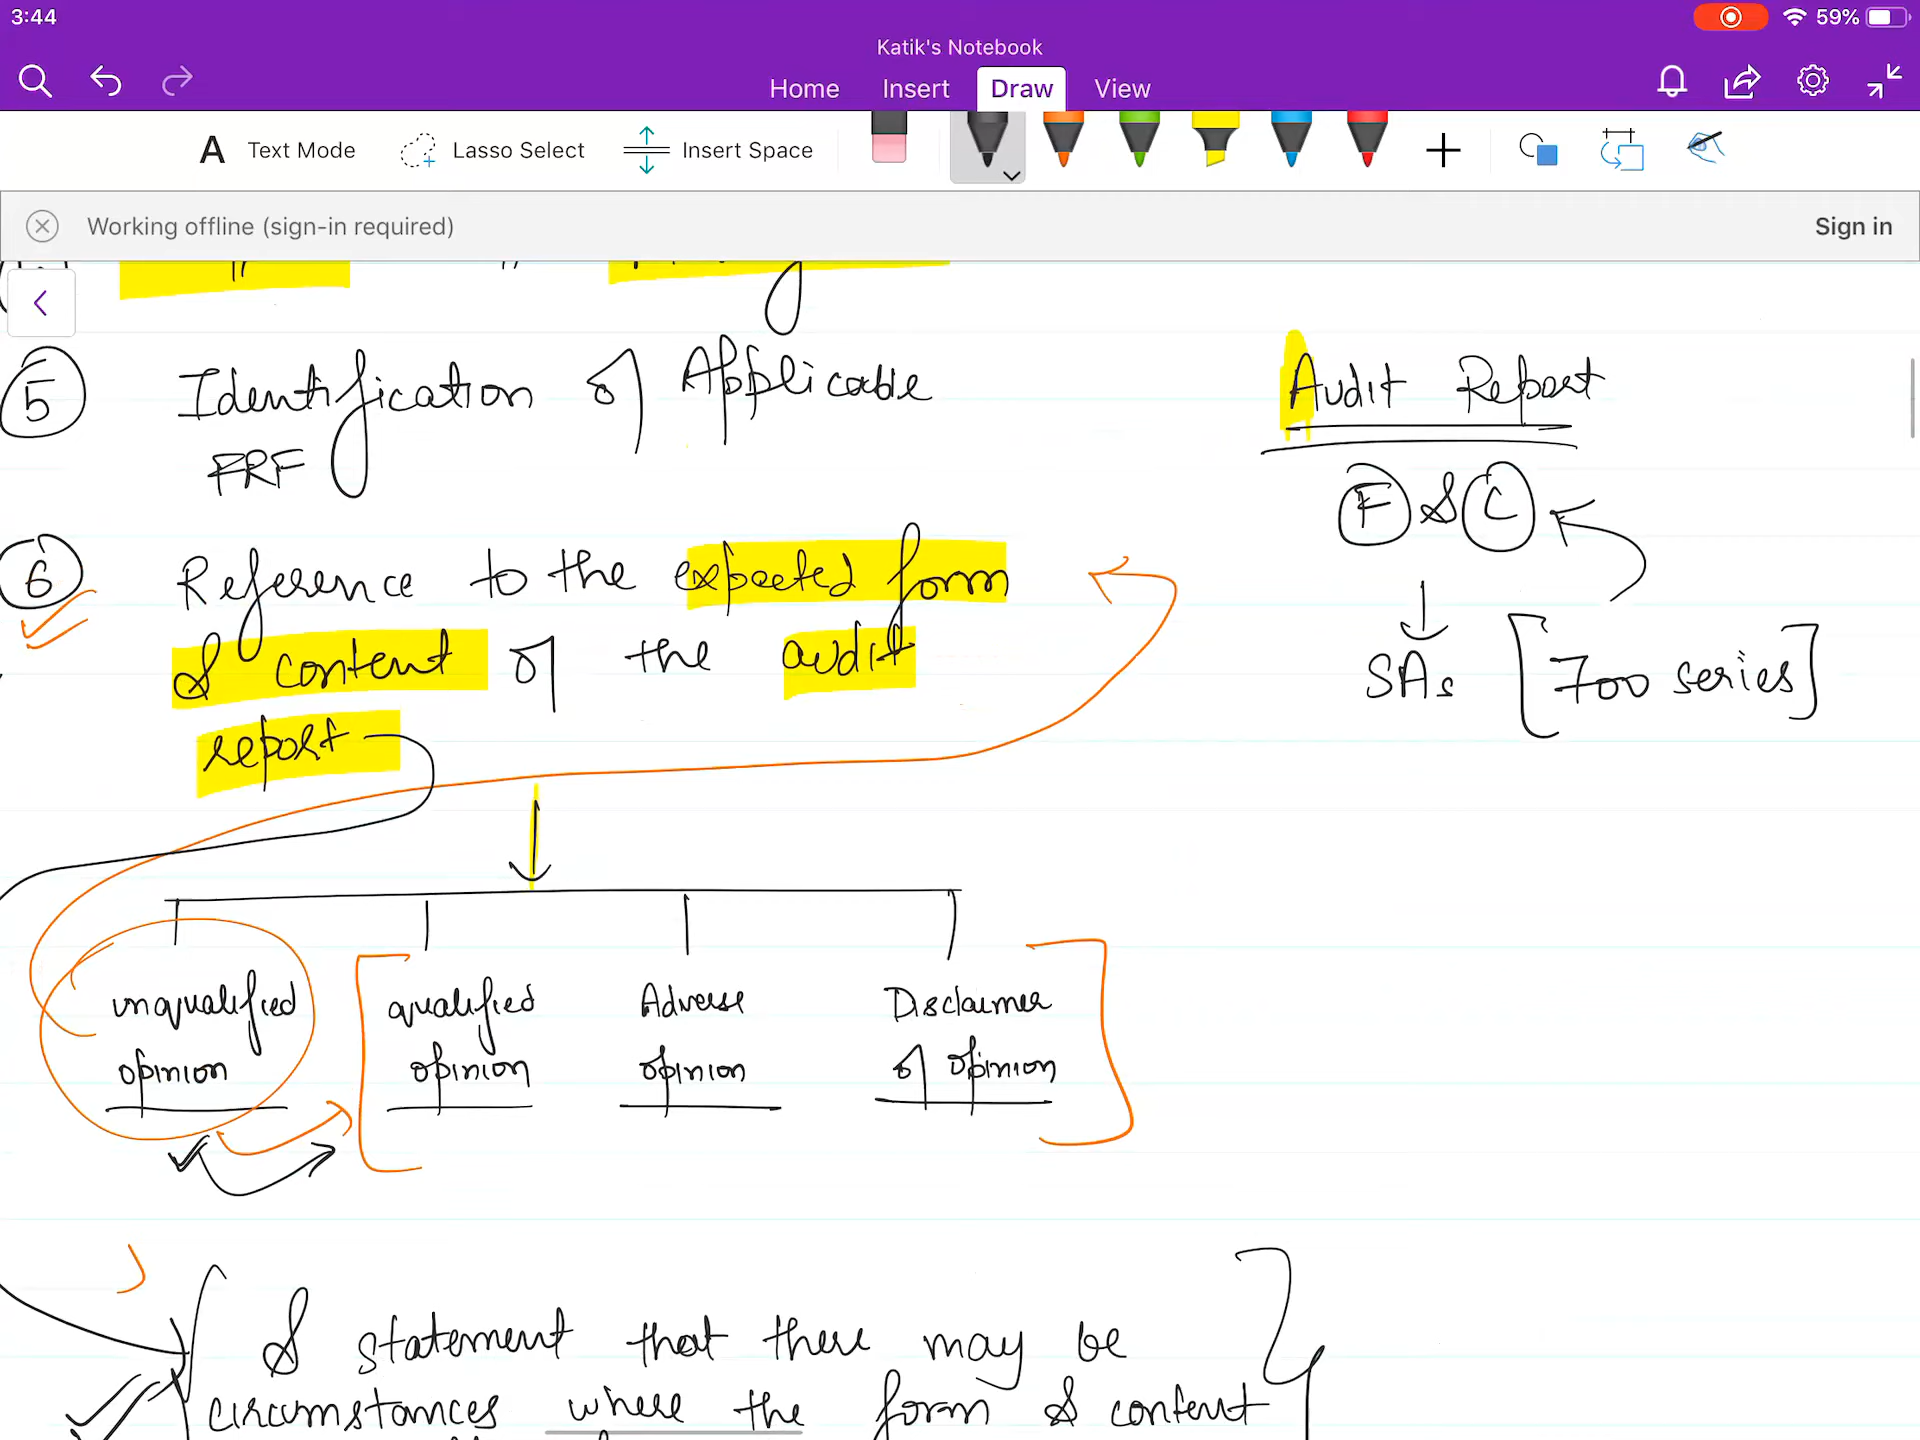 3:44
59%
Katik's Notebook
Home Insert Draw View
A Text Mode Lasso Select Insert Space
Working offline (sign-in required) Sign in
5 Identification of Applicable
FRF
Audit Report
F & C
SAs [700 series]
6 Reference to the expected form
& content of the audit
report
unqualified opinion
qualified opinion
Adverse opinion
Disclaimer of opinion
& statement that there may be
circumstances where the form & content